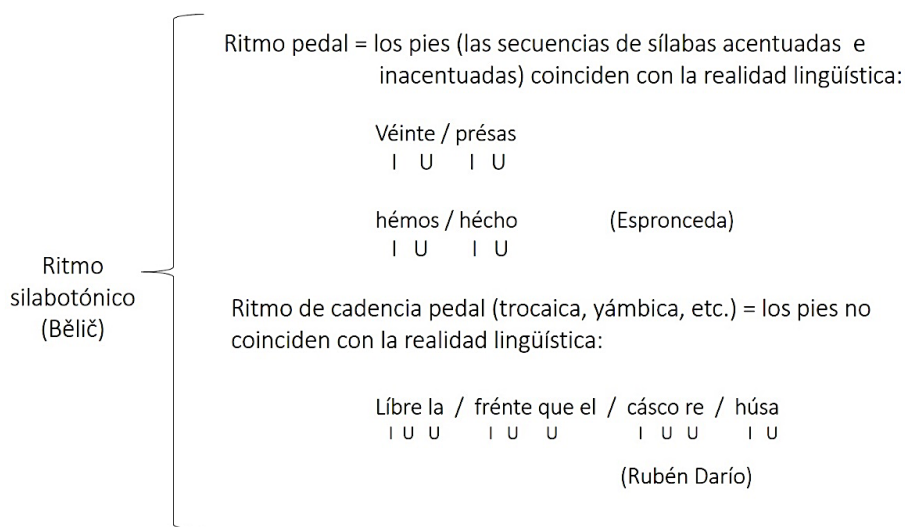 Ritmo
silabotónico
(Bělič)
Ritmo pedal = los pies (las secuencias de sílabas acentuadas e
inacentuadas) coinciden con la realidad lingüística:
Véinte / présas
I U I U
hémos / hécho (Espronceda)
I U I U
Ritmo de cadencia pedal (trocaica, yámbica, etc.) = los pies no
coinciden con la realidad lingüística:
Líbre la / frénte que el / cásco re / húsa
I U U I U U I U U I U
(Rubén Darío)